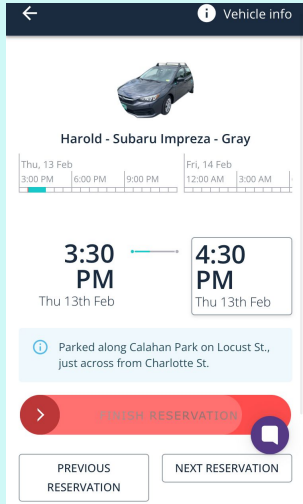 Vehicle info
Harold - Subaru Impreza - Gray
Thu, 13 Feb
Fri, 14 Feb
3:00 PM
6:00 PM
9:00 PM
12:00 AM
3:00 AM
3:30
PM
Thu 13th Feb
4:30
PM
Thu 13th Feb
Parked along Calahan Park on Locust St.,
just across from Charlotte St.
FINISH RESERVATION
PREVIOUS
RESERVATION
NEXT RESERVATION